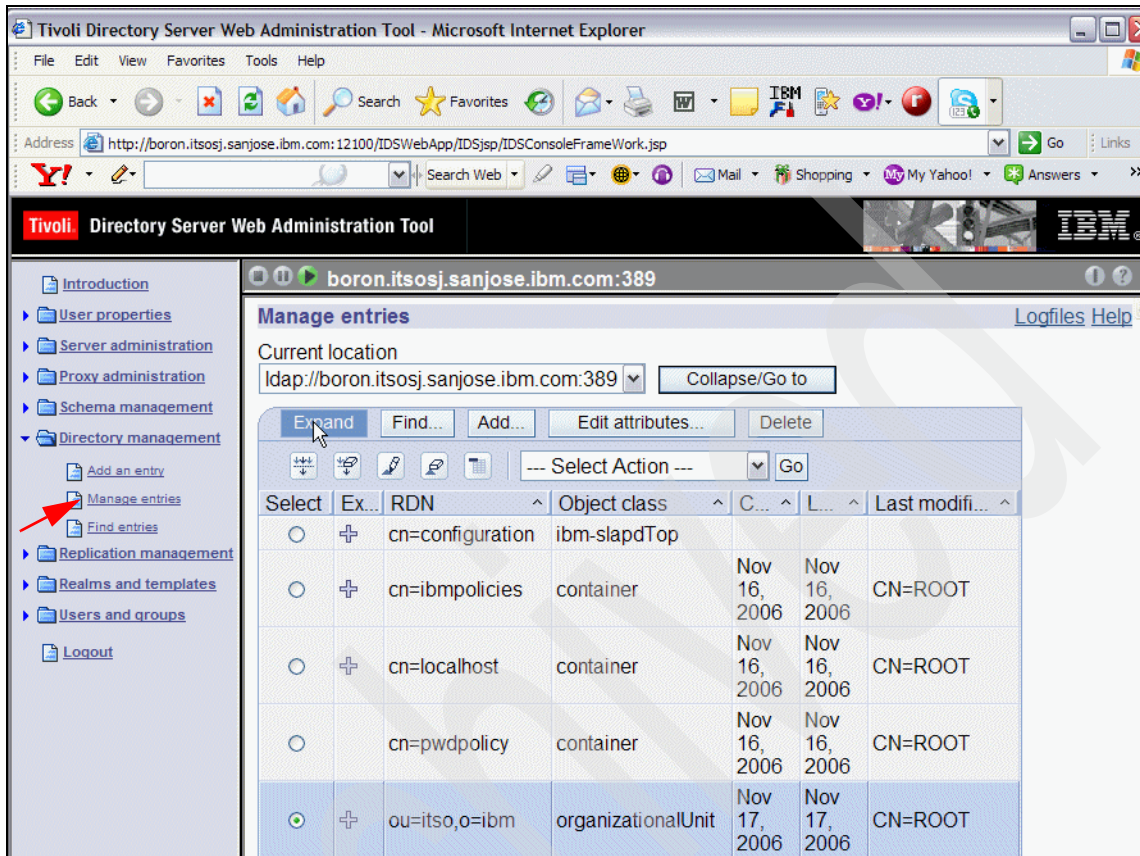 Tivoli Directory Server Web Administration Tool - Microsoft Internet Explorer
File Edit View Favorites Tools Help
Back Search Favorites IBM 123
Address http://boron.itsosj.sanjose.ibm.com:12100/IDSWebApp/IDSjsp/IDSConsoleFrameWork.jsp Go Links
Y! Search Web Mail Shopping My My Yahoo! Answers »
Tivoli. Directory Server Web Administration Tool IBM®
boron.itsosj.sanjose.ibm.com:389
Introduction
User properties
Server administration
Proxy administration
Schema management
Directory management
Add an entry
Manage entries
Find entries
Replication management
Realms and templates
Users and groups
Logout
Manage entries Logfiles Help
Current location
ldap://boron.itsosj.sanjose.ibm.com:389 Collapse/Go to
Expand Find... Add... Edit attributes... Delete
--- Select Action --- Go
Select Ex... RDN ^ Object class ^ C... ^ L... ^ Last modifi... ^
cn=configuration ibm-slapdTop
cn=ibmpolicies container Nov 16, 2006 Nov 16, 2006 CN=ROOT
cn=localhost container Nov 16, 2006 Nov 16, 2006 CN=ROOT
cn=pwdpolicy container Nov 16, 2006 Nov 16, 2006 CN=ROOT
ou=itso,o=ibm organizationalUnit Nov 17, 2006 Nov 17, 2006 CN=ROOT